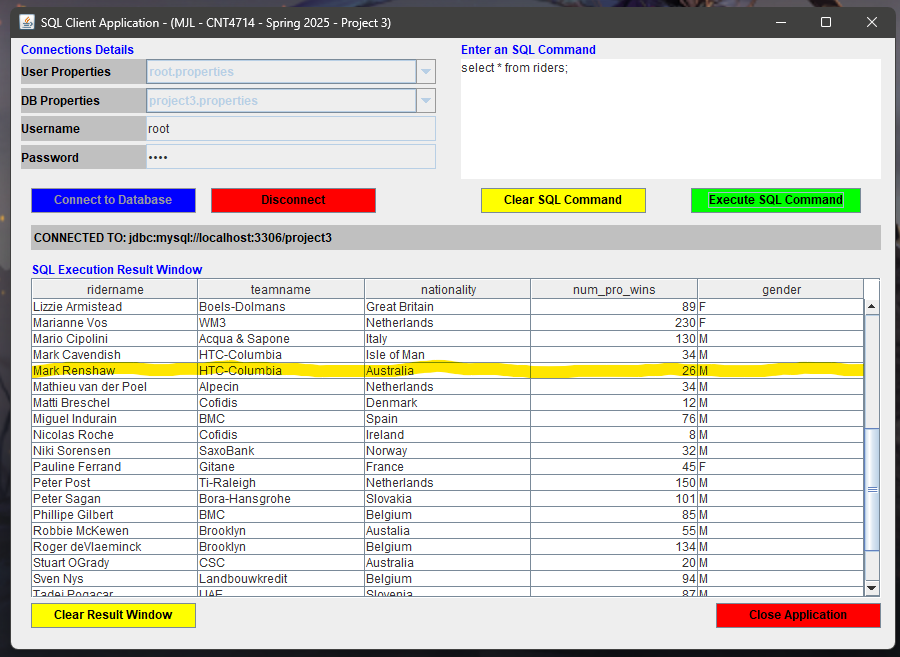 SQL Client Application - (MJL - CNT4714 - Spring 2025 - Project 3)
Connections Details
User Properties root.properties
DB Properties project3.properties
Username root
Password ••••
Enter an SQL Command
select * from riders;
Connect to Database Disconnect Clear SQL Command Execute SQL Command
CONNECTED TO: jdbc:mysql://localhost:3306/project3
SQL Execution Result Window
ridername teamname nationality num_pro_wins gender
Lizzie Armistead Boels-Dolmans Great Britain 89 F
Marianne Vos WM3 Netherlands 230 F
Mario Cipolini Acqua & Sapone Italy 130 M
Mark Cavendish HTC-Columbia Isle of Man 34 M
Mark Renshaw HTC-Columbia Australia 26 M
Mathieu van der Poel Alpecin Netherlands 34 M
Matti Breschel Cofidis Denmark 12 M
Miguel Indurain BMC Spain 76 M
Nicolas Roche Cofidis Ireland 8 M
Niki Sorensen SaxoBank Norway 32 M
Pauline Ferrand Gitane France 45 F
Peter Post Ti-Raleigh Netherlands 150 M
Peter Sagan Bora-Hansgrohe Slovakia 101 M
Phillipe Gilbert BMC Belgium 85 M
Robbie McKewen Brooklyn Austalia 55 M
Roger deVlaeminck Brooklyn Belgium 134 M
Stuart OGrady CSC Australia 20 M
Sven Nys Landbouwkredit Belgium 94 M
Tadej Pogacar UAE Slovenia 87 M
Clear Result Window Close Application